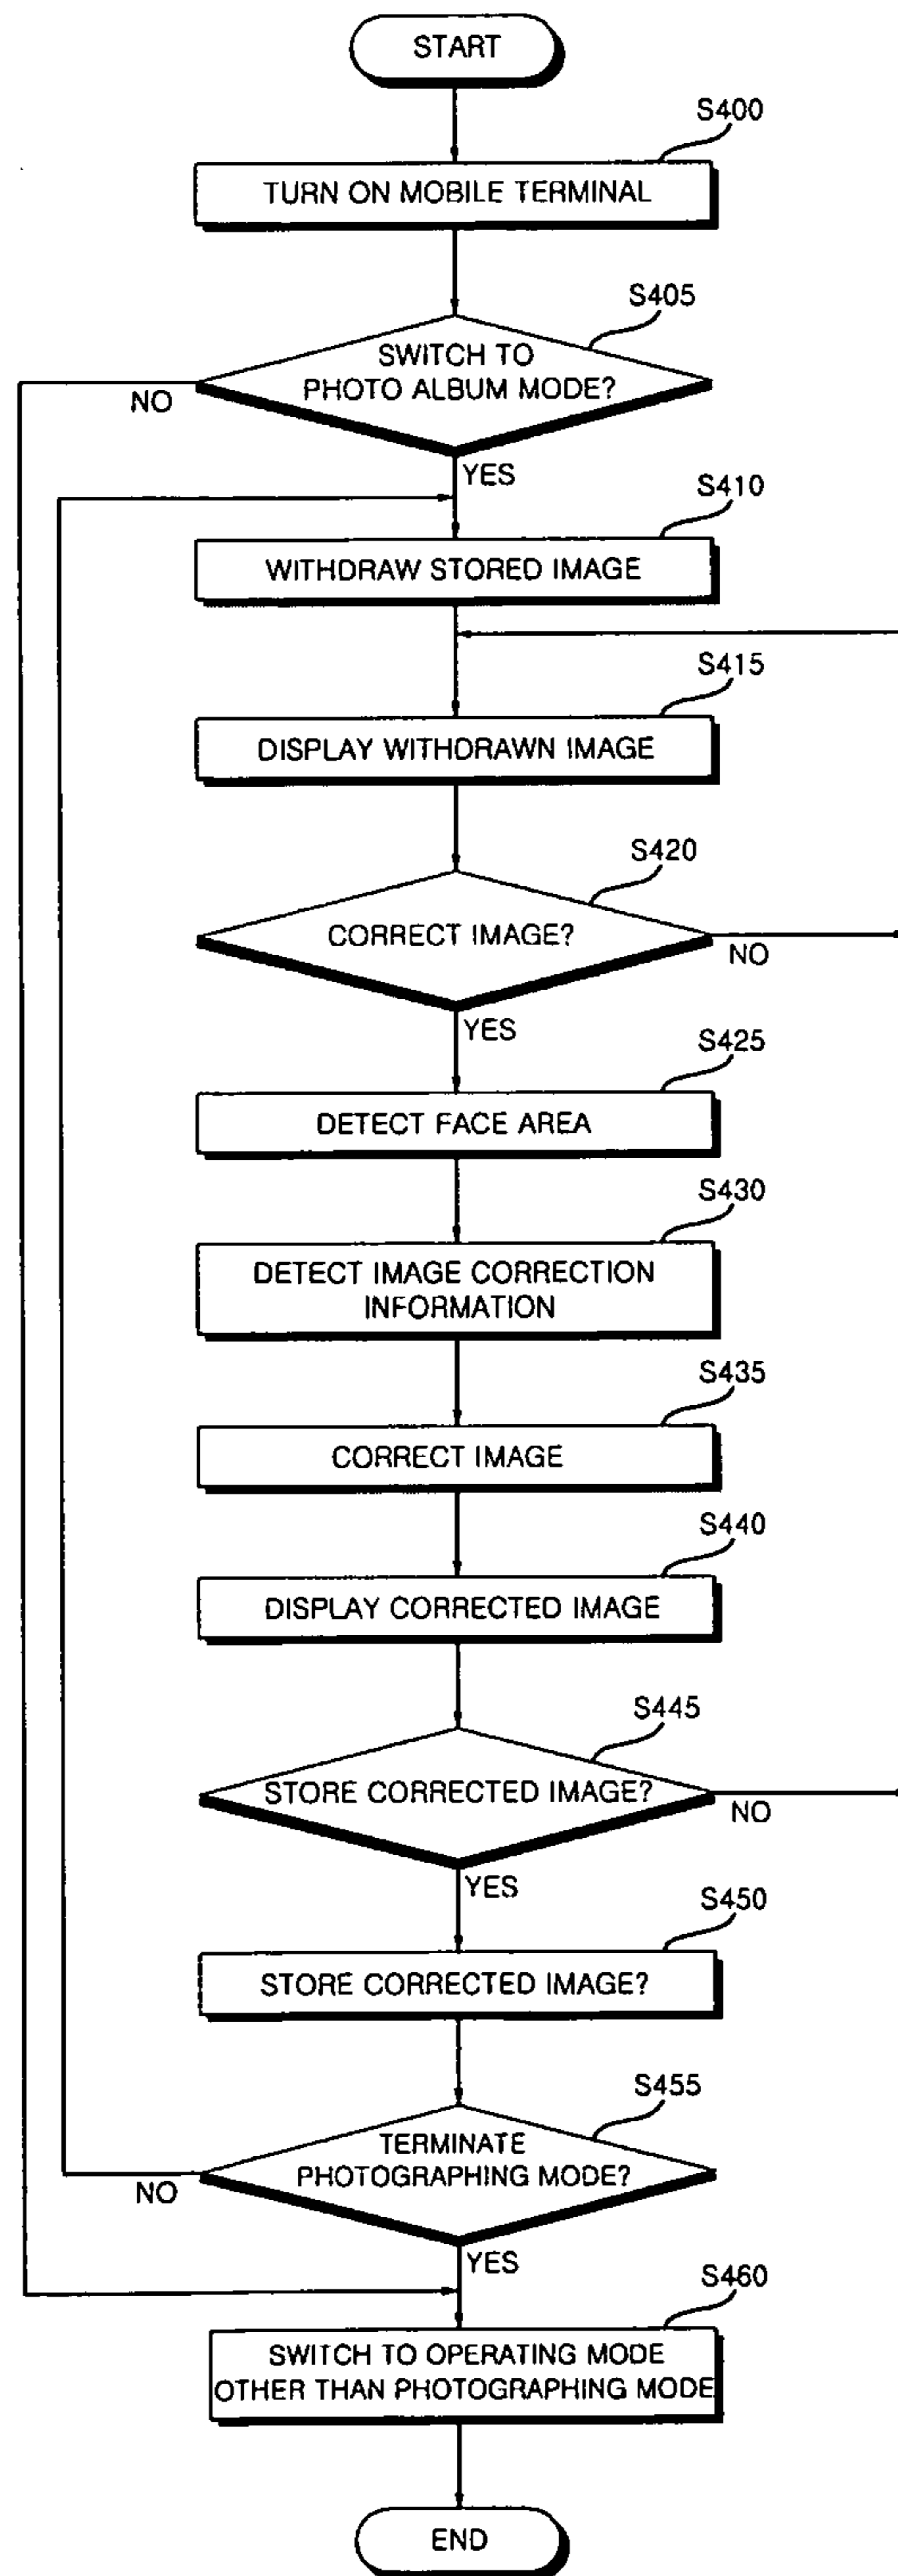 START
S400
TURN ON MOBILE TERMINAL
S405
SWITCH TO
PHOTO ALBUM MODE?
NO
YES
S410
WITHDRAW STORED IMAGE
S415
DISPLAY WITHDRAWN IMAGE
S420
CORRECT IMAGE?
NO
YES
S425
DETECT FACE AREA
S430
DETECT IMAGE CORRECTION
INFORMATION
S435
CORRECT IMAGE
S440
DISPLAY CORRECTED IMAGE
S445
STORE CORRECTED IMAGE?
NO
YES
S450
STORE CORRECTED IMAGE?
S455
TERMINATE
PHOTOGRAPHING MODE?
NO
YES
S460
SWITCH TO OPERATING MODE
OTHER THAN PHOTOGRAPHING MODE
END